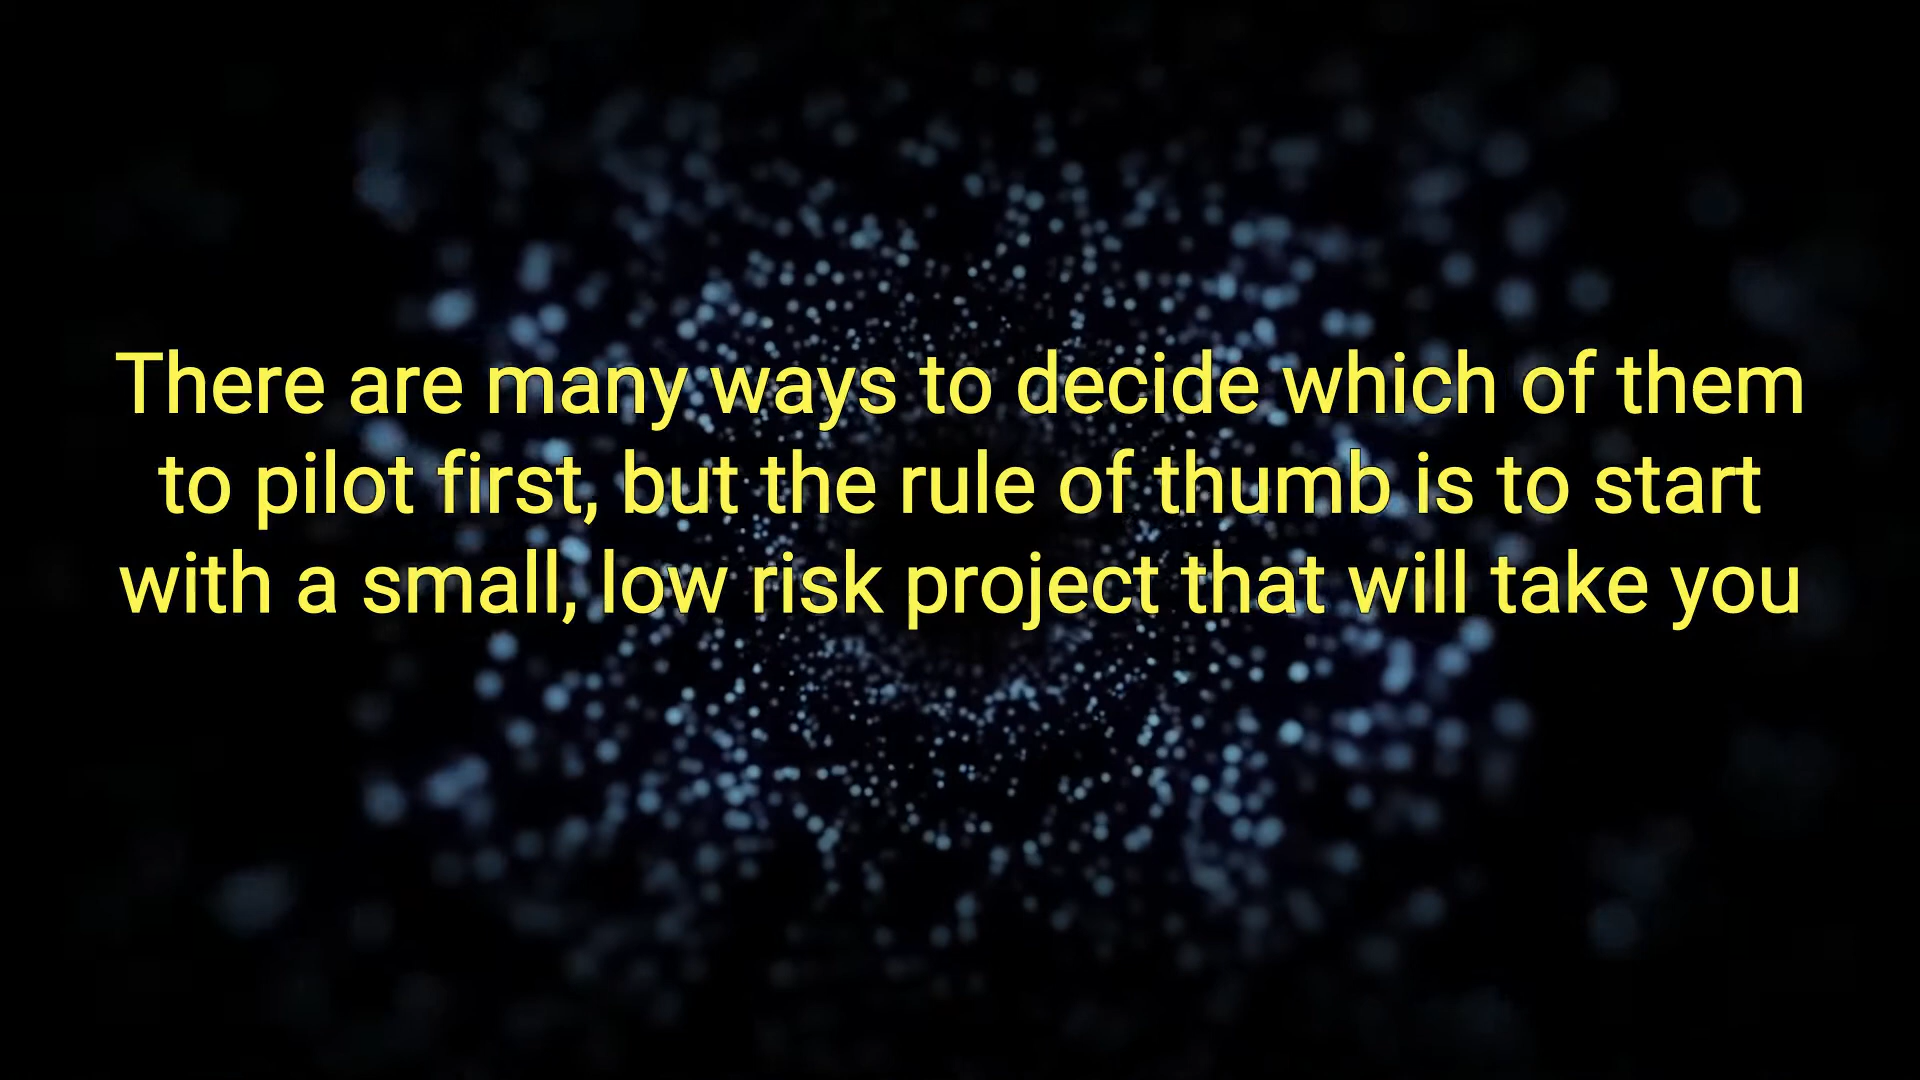 There are many ways to decide which of them
to pilot first, but the rule of thumb is to start
with a small, low risk project that will take you